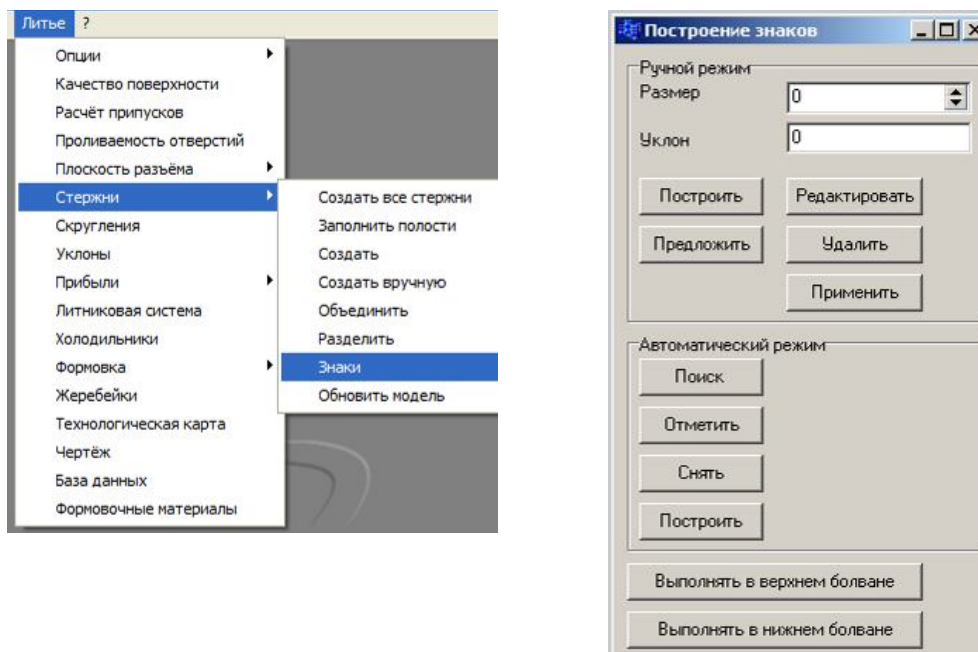 Литье ?
Опции
Качество поверхности
Расчёт припусков
Проливаемость отверстий
Плоскость разъёма
Стержни
Скругления
Уклоны
Прибыли
Литниковая система
Холодильники
Формовка
Жеребейки
Технологическая карта
Чертёж
База данных
Формовочные материалы
Создать все стержни
Заполнить полости
Создать
Создать вручную
Объединить
Разделить
Знаки
Обновить модель
Построение знаков
Ручной режим
Размер 0
Уклон 0
Построить Редактировать
Предложить Удалить
Применить
Автоматический режим
Поиск
Отметить
Снять
Построить
Выполнять в верхнем болване
Выполнять в нижнем болване